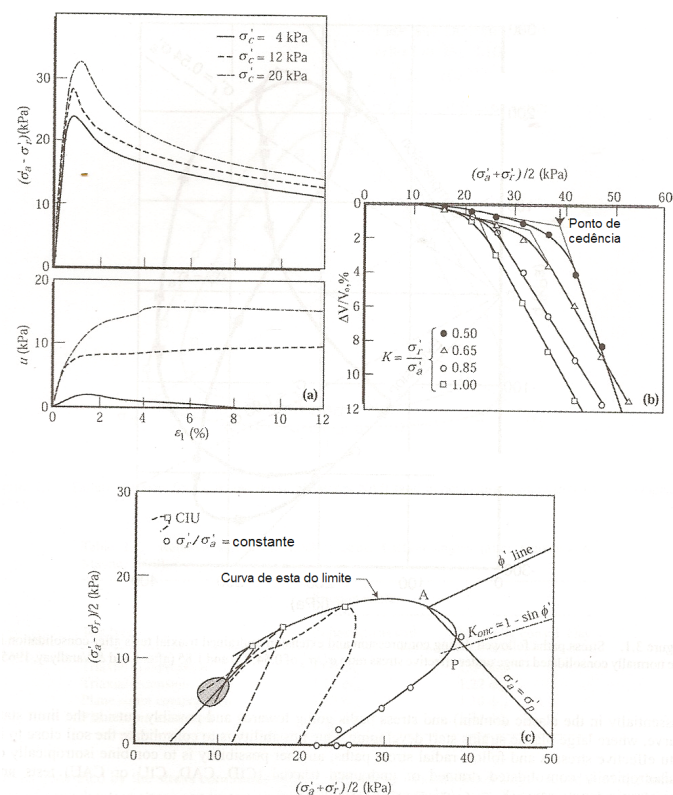 σ'c = 4 kPa
σ'c = 12 kPa
σ'c = 20 kPa
(σ'a - σ'r)(kPa)
30
20
10
0
u (kPa)
20
10
0
0 2 4 6 8 10 12
ε1 (%)
(a)
(σ'a+σ'r)/2 (kPa)
0 10 20 30 40 50 60
Ponto de
cedência
ΔV/Vo,%
0
2
4
6
8
10
12
K = σ'r/σ'a
0.50
0.65
0.85
1.00
(b)
30
20
10
0
(σa- σr)/2 (kPa)
CIU
σ'r/σ'a = constante
Curva de esta do limite
A
ϕ' line
Konc = 1 - sin ϕ'
P
σ'a = σ'p
(c)
0 10 20 30 40 50
(σ'a+σ'r)/2 (kPa)